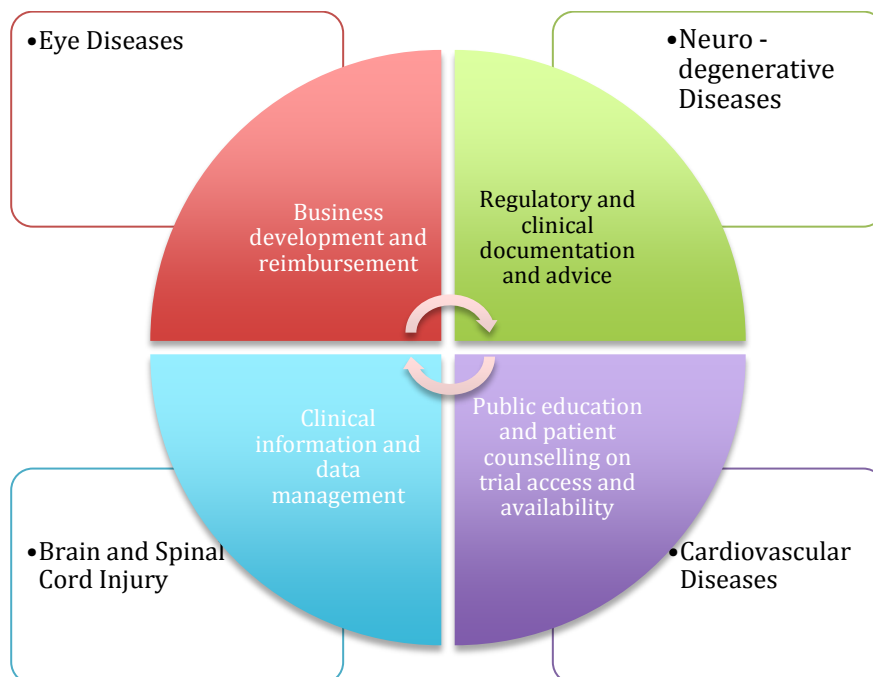 •Eye Diseases
•Neuro -
degenerative
Diseases
Business
development and
reimbursement
Regulatory and
clinical
documentation
and advice
Clinical
information and
data
management
Public education
and patient
counselling on
trial access and
availability
•Brain and Spinal
Cord Injury
•Cardiovascular
Diseases